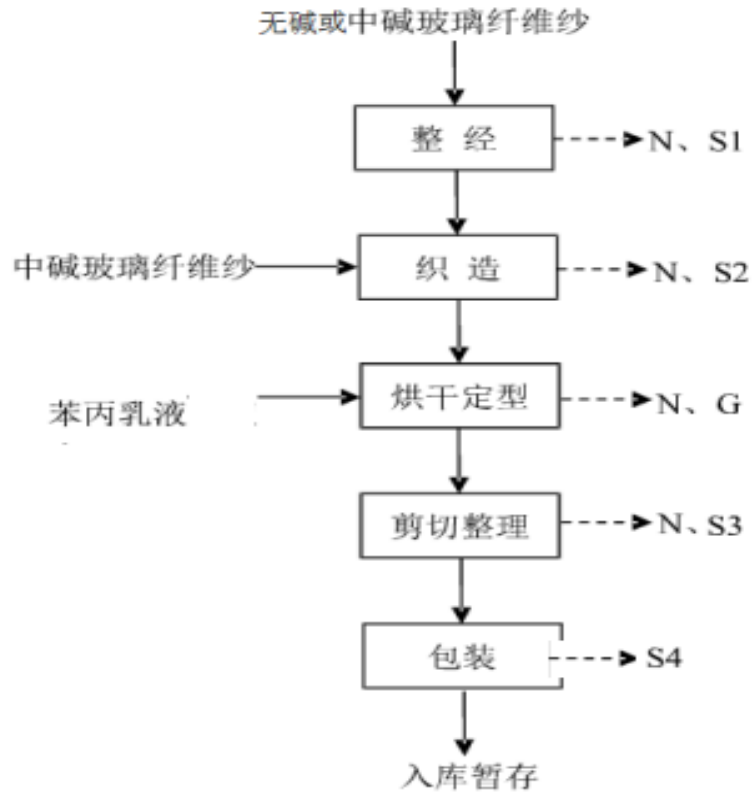 无碱或中碱玻璃纤维纱
整 经
N、S1
中碱玻璃纤维纱
织 造
N、S2
苯丙乳液
烘干定型
N、G
剪切整理
N、S3
包装
S4
入库暂存